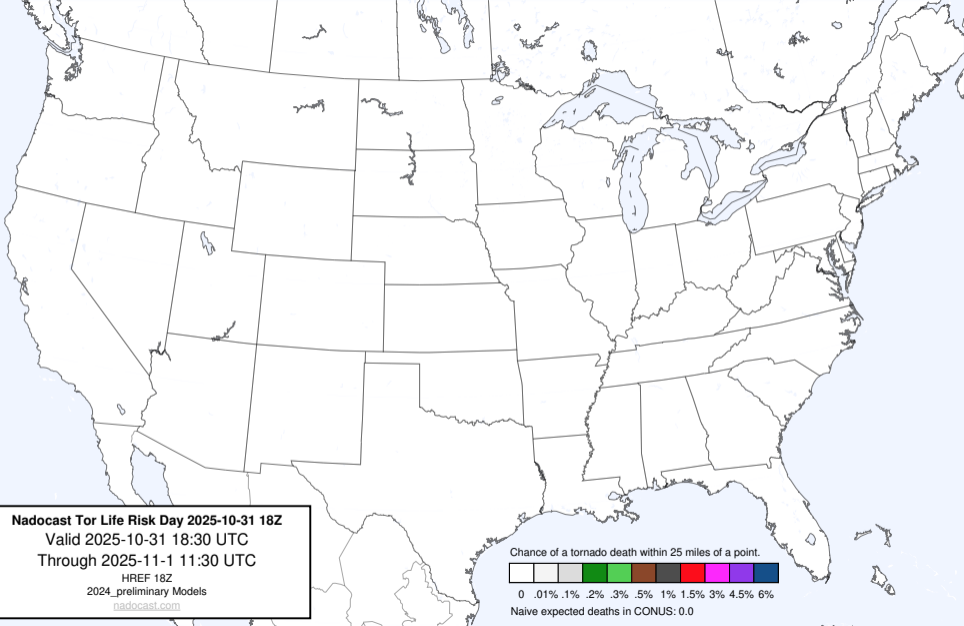 Nadocast Tor Life Risk Day 2025-10-31 18Z
Valid 2025-10-31 18:30 UTC
Through 2025-11-1 11:30 UTC
HREF 18Z
2024_preliminary Models
nadocast.com
Chance of a tornado death within 25 miles of a point.
0 .01% .1% .2% .3% .5% 1% 1.5% 3% 4.5% 6%
Naive expected deaths in CONUS: 0.0